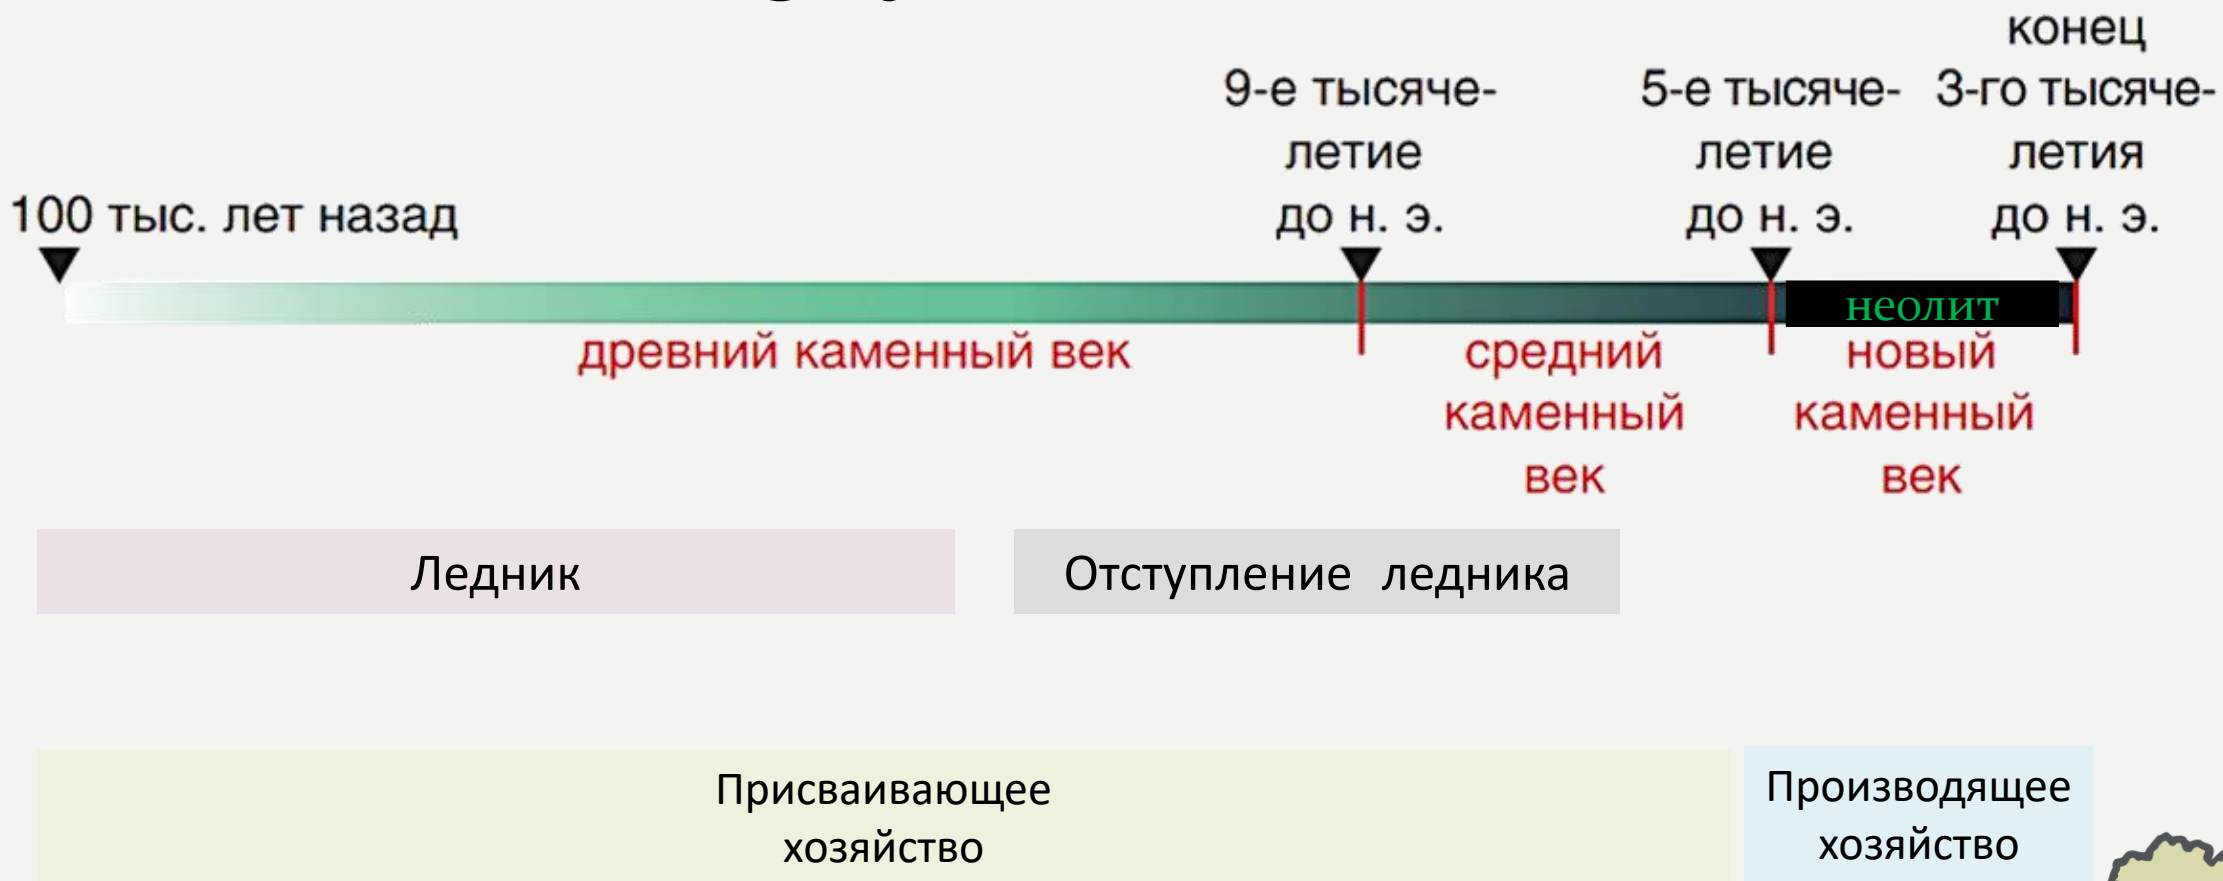 конец
9-е тысяче- 5-е тысяче- 3-го тысяче-
летие летие летия
100 тыс. лет назад до н. э. до н. э. до н. э.
неолит
древний каменный век средний новый
каменный каменный
век век
Ледник Отступление ледника
Присваивающее Производящее
хозяйство хозяйство